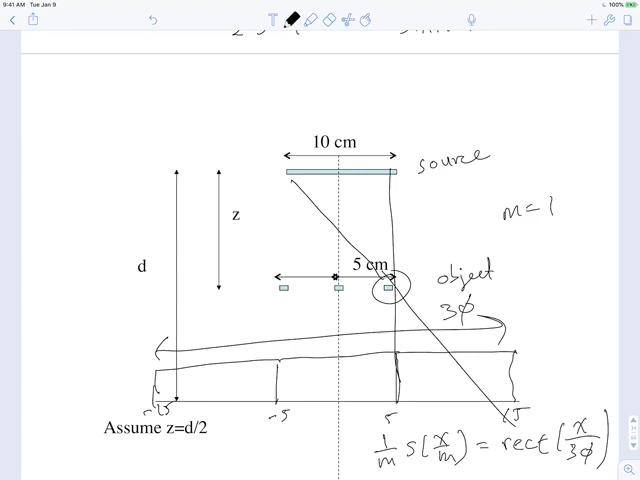 9:41 AM Tue Jan 9
100%
10 cm
source
z
m=1
5 cm
d
object
3φ
-15
-5
5
15
Assume z=d/2
1/m s(x/m) = rect(x/3φ)